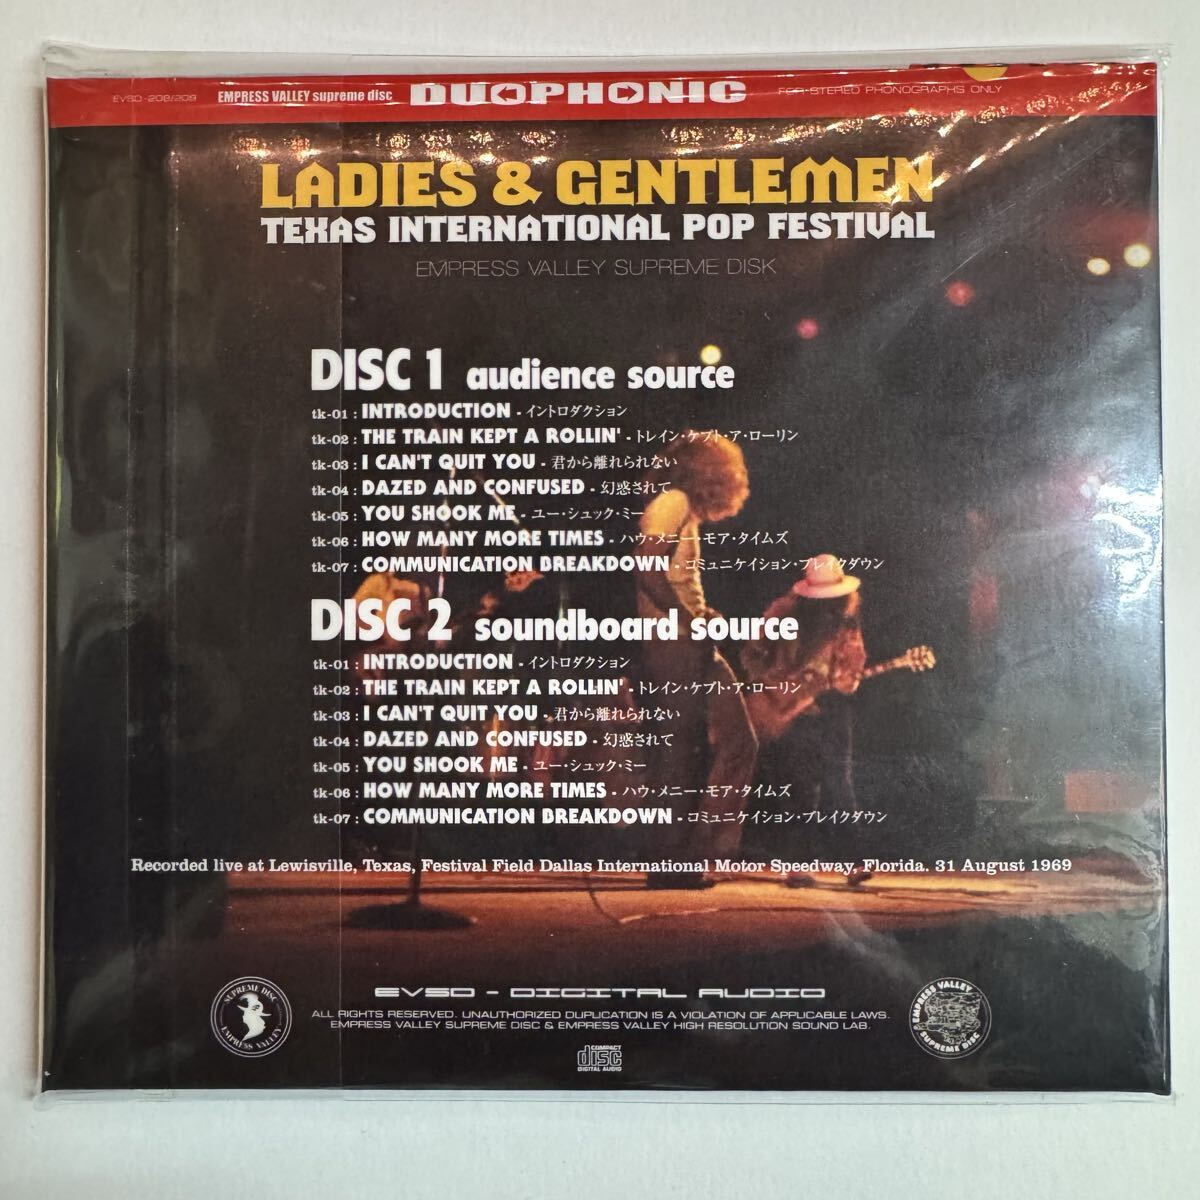 EVSD-208/209 EMPRESS VALLEY supreme disc DUOPHONIC FOR STEREO PHONOGRAPHS ONLY
LADIES & GENTLEMEN
TEXAS INTERNATIONAL POP FESTIVAL
EMPRESS VALLEY SUPREME DISK
DISC 1 audience source
tk-01 : INTRODUCTION - イントロダクション
tk-02 : THE TRAIN KEPT A ROLLIN' - トレイン・ケプト・ア・ローリン
tk-03 : I CAN'T QUIT YOU - 君から離れられない
tk-04 : DAZED AND CONFUSED - 幻惑されて
tk-05 : YOU SHOOK ME - ユー・シュック・ミー
tk-06 : HOW MANY MORE TIMES - ハウ・メニー・モア・タイムズ
tk-07 : COMMUNICATION BREAKDOWN - コミュニケイション・ブレイクダウン
DISC 2 soundboard source
tk-01 : INTRODUCTION - イントロダクション
tk-02 : THE TRAIN KEPT A ROLLIN' - トレイン・ケプト・ア・ローリン
tk-03 : I CAN'T QUIT YOU - 君から離れられない
tk-04 : DAZED AND CONFUSED - 幻惑されて
tk-05 : YOU SHOOK ME - ユー・シュック・ミー
tk-06 : HOW MANY MORE TIMES - ハウ・メニー・モア・タイムズ
tk-07 : COMMUNICATION BREAKDOWN - コミュニケイション・ブレイクダウン
Recorded live at Lewisville, Texas, Festival Field Dallas International Motor Speedway, Florida. 31 August 1969
SUPREME DISC
EMPRESS VALLEY
EVSD - DIGITAL AUDIO
ALL RIGHTS RESERVED. UNAUTHORIZED DUPLICATION IS A VIOLATION OF APPLICABLE LAWS.
EMPRESS VALLEY SUPREME DISC & EMPRESS VALLEY HIGH RESOLUTION SOUND LAB.
EMPRESS VALLEY
SUPREME DISC
COMPACT
disc
DIGITAL AUDIO